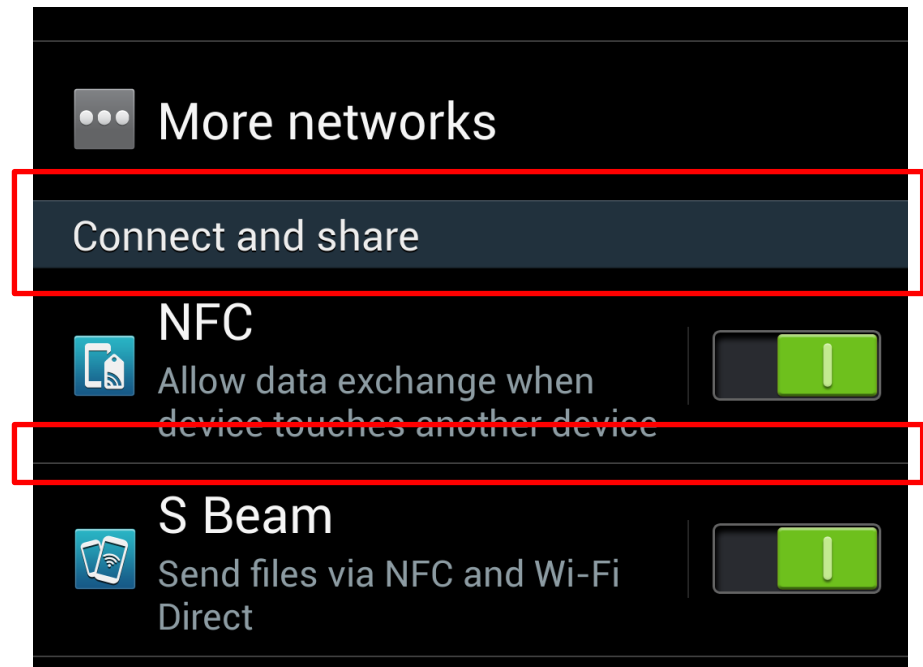 More networks
Connect and share
NFC
Allow data exchange when
device touches another device
S Beam
Send files via NFC and Wi-Fi
Direct